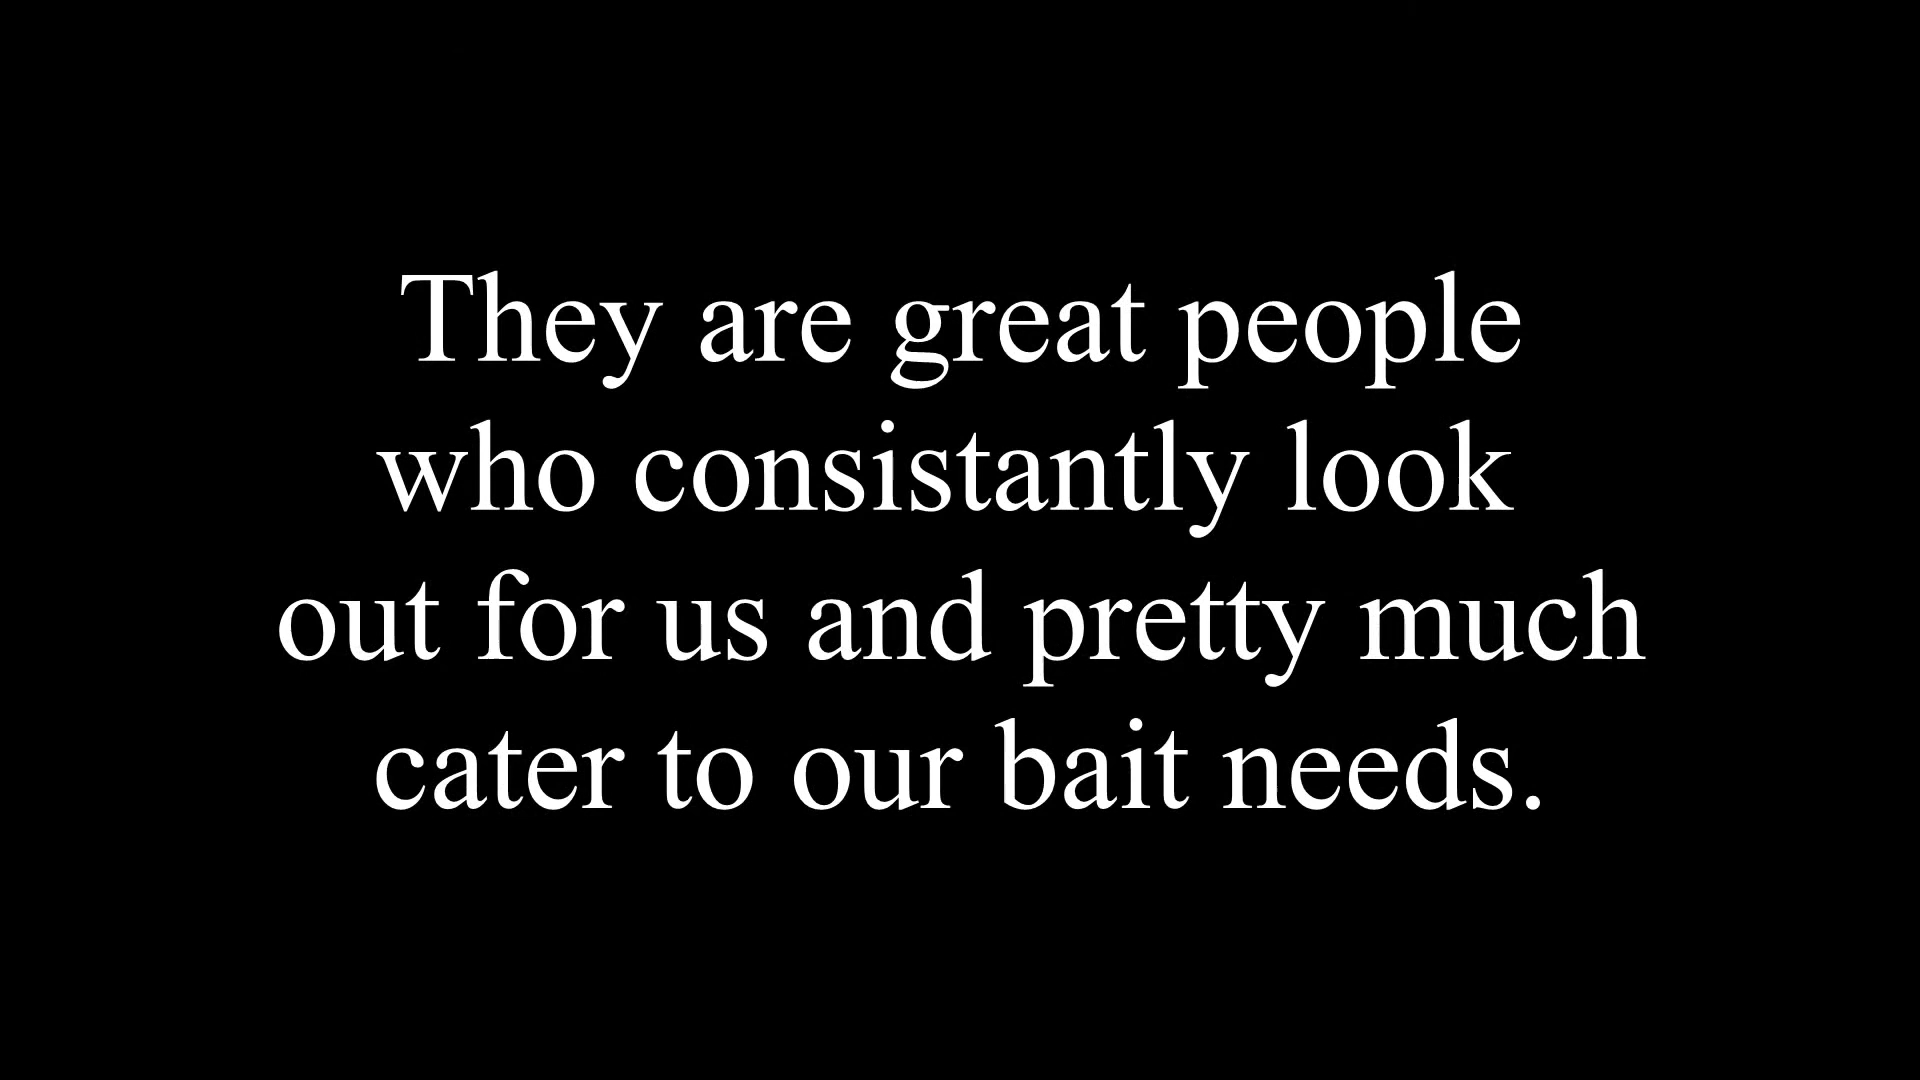 They are great people
who consistantly look
out for us and pretty much
cater to our bait needs.